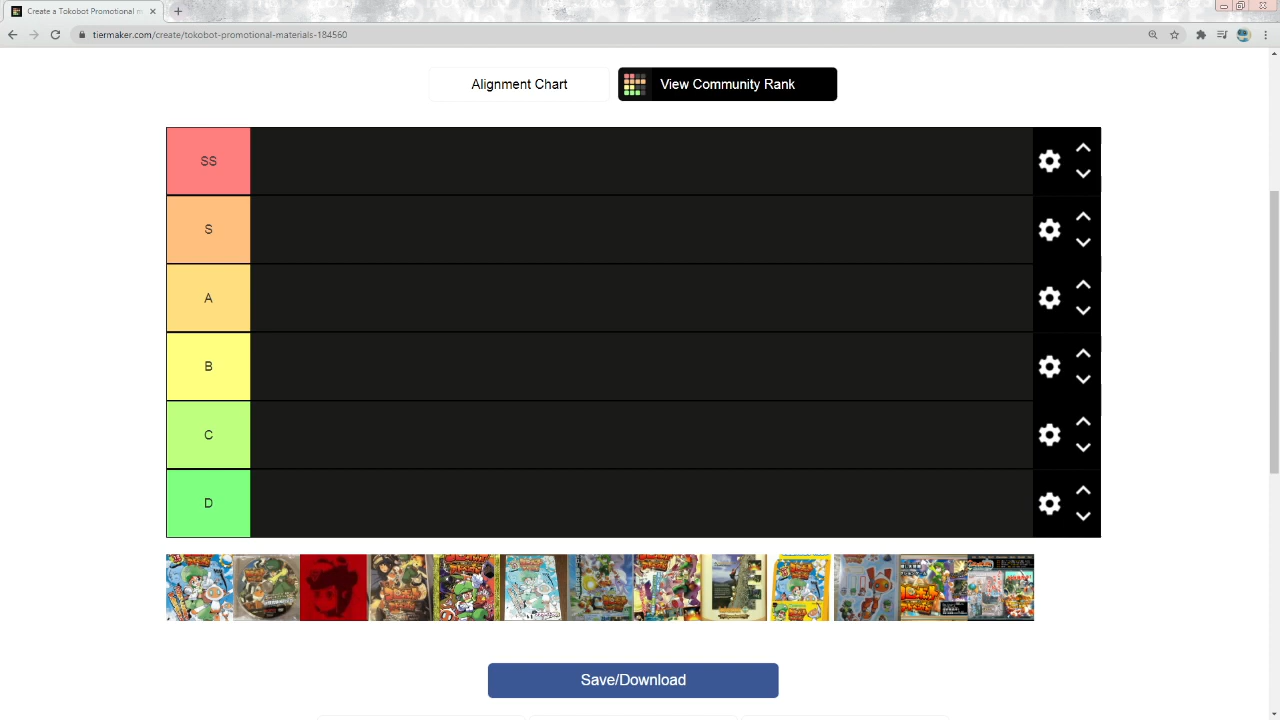 Create a Tokobot Promotional m
tiermaker.com/create/tokobot-promotional-materials-184560
Alignment Chart
View Community Rank
SS
S
A
B
C
D
Save/Download